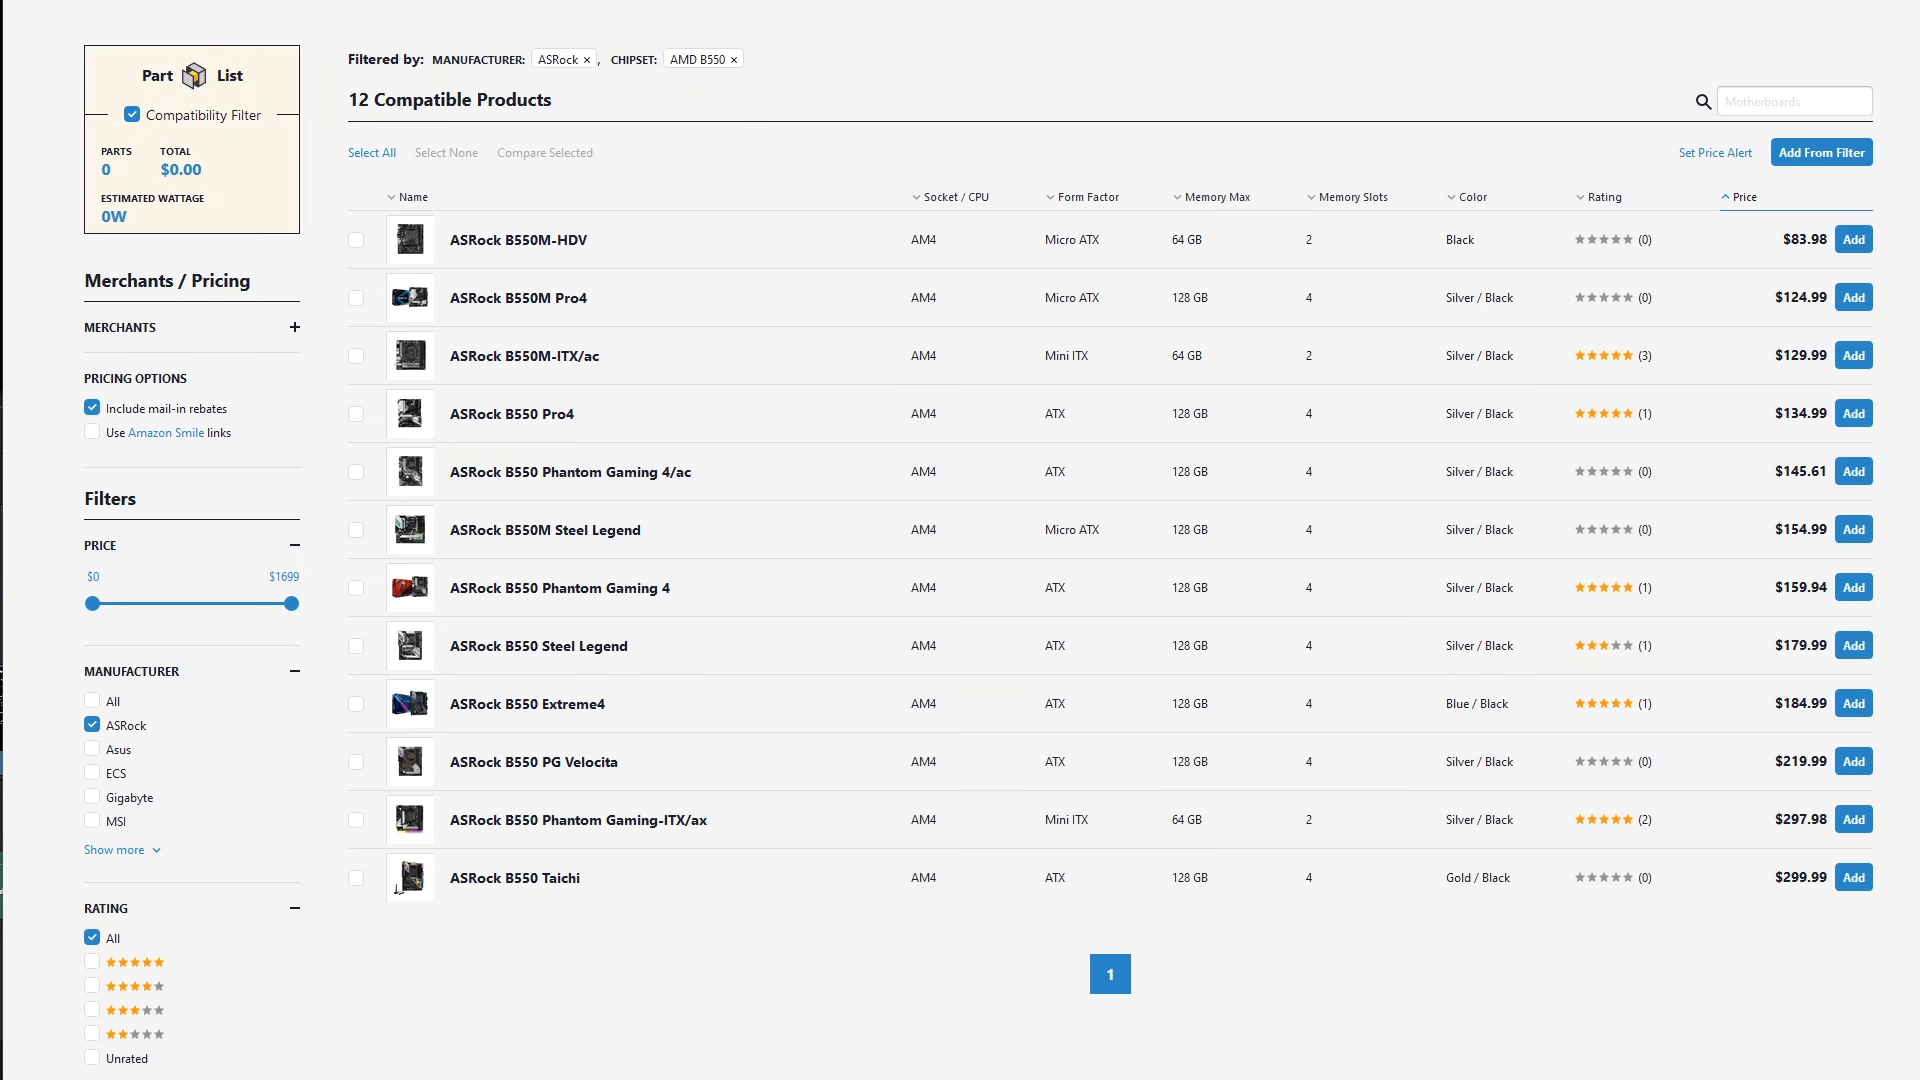 Part List
Compatibility Filter
PARTS TOTAL
0 $0.00
ESTIMATED WATTAGE
0W
Merchants / Pricing
MERCHANTS
PRICING OPTIONS
Include mail-in rebates
Use Amazon Smile links
Filters
PRICE
$0 $1699
MANUFACTURER
All
ASRock
Asus
ECS
Gigabyte
MSI
Show more
RATING
All
Unrated
Filtered by: MANUFACTURER: ASRock ×, CHIPSET: AMD B550 ×
12 Compatible Products
Motherboards
Select All Select None Compare Selected Set Price Alert Add From Filter
Name Socket / CPU Form Factor Memory Max Memory Slots Color Rating Price
ASRock B550M-HDV AM4 Micro ATX 64 GB 2 Black (0) $83.98 Add
ASRock B550M Pro4 AM4 Micro ATX 128 GB 4 Silver / Black (0) $124.99 Add
ASRock B550M-ITX/ac AM4 Mini ITX 64 GB 2 Silver / Black (3) $129.99 Add
ASRock B550 Pro4 AM4 ATX 128 GB 4 Silver / Black (1) $134.99 Add
ASRock B550 Phantom Gaming 4/ac AM4 ATX 128 GB 4 Silver / Black (0) $145.61 Add
ASRock B550M Steel Legend AM4 Micro ATX 128 GB 4 Silver / Black (0) $154.99 Add
ASRock B550 Phantom Gaming 4 AM4 ATX 128 GB 4 Silver / Black (1) $159.94 Add
ASRock B550 Steel Legend AM4 ATX 128 GB 4 Silver / Black (1) $179.99 Add
ASRock B550 Extreme4 AM4 ATX 128 GB 4 Blue / Black (1) $184.99 Add
ASRock B550 PG Velocita AM4 ATX 128 GB 4 Silver / Black (0) $219.99 Add
ASRock B550 Phantom Gaming-ITX/ax AM4 Mini ITX 64 GB 2 Silver / Black (2) $297.98 Add
ASRock B550 Taichi AM4 ATX 128 GB 4 Gold / Black (0) $299.99 Add
1